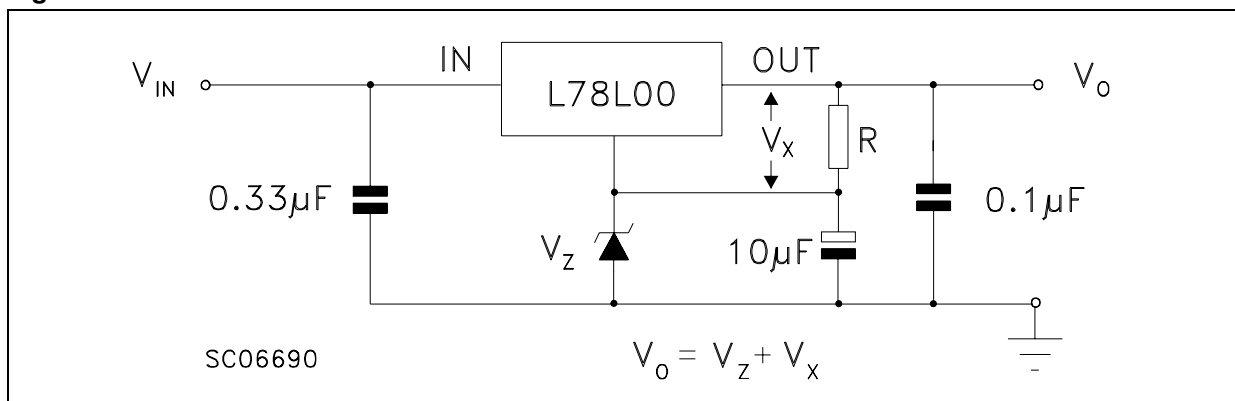 IN
OUT
V_IN
L78L00
V_O
V_X
R
0.33µF
0.1µF
V_Z
10µF
SC06690
V_O = V_Z + V_X